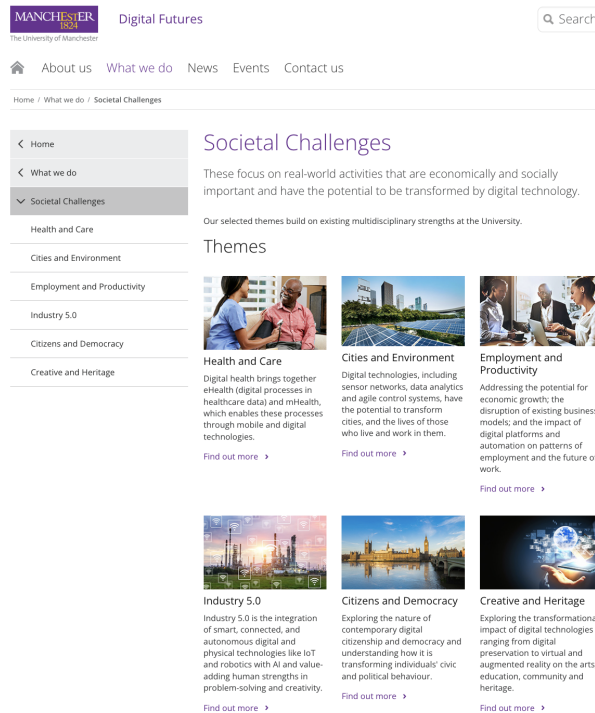 MANCHESTER
1824
The University of Manchester
Digital Futures
Search
About us What we do News Events Contact us
Home / What we do / Societal Challenges
Home
What we do
Societal Challenges
Health and Care
Cities and Environment
Employment and Productivity
Industry 5.0
Citizens and Democracy
Creative and Heritage
Societal Challenges
These focus on real-world activities that are economically and socially
important and have the potential to be transformed by digital technology.
Our selected themes build on existing multidisciplinary strengths at the University.
Themes
Health and Care
Digital health brings together
eHealth (digital processes in
healthcare data) and mHealth,
which enables these processes
through mobile and digital
technologies.
Find out more
Cities and Environment
Digital technologies, including
sensor networks, data analytics
and agile control systems, have
the potential to transform
cities, and the lives of those
who live and work in them.
Find out more
Employment and
Productivity
Addressing the potential for
economic growth; the
disruption of existing business
models; and the impact of
digital platforms and
automation on patterns of
employment and the future of
work.
Find out more
Industry 5.0
Industry 5.0 is the integration
of smart, connected, and
autonomous digital and
physical technologies like IoT
and robotics with AI and value-
adding human strengths in
problem-solving and creativity.
Find out more
Citizens and Democracy
Exploring the nature of
contemporary digital
citizenship and democracy and
understanding how it is
transforming individuals' civic
and political behaviour.
Find out more
Creative and Heritage
Exploring the transformational
impact of digital technologies
ranging from digital
preservation to virtual and
augmented reality on the arts,
education, community and
heritage.
Find out more